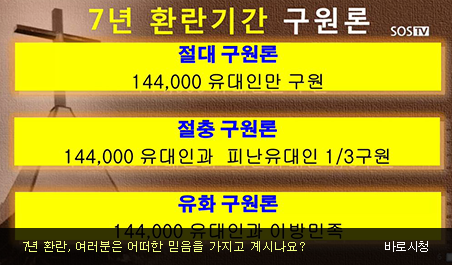 7년 환란기간 구원론
SOSTV
절대 구원론
144,000 유대인만 구원
절충 구원론
144,000 유대인과 피난유대인 1/3구원
유화 구원론
144,000 유대인과 이방민족
7년 환란, 여러분은 어떠한 믿음을 가지고 계시나요?
바로시청